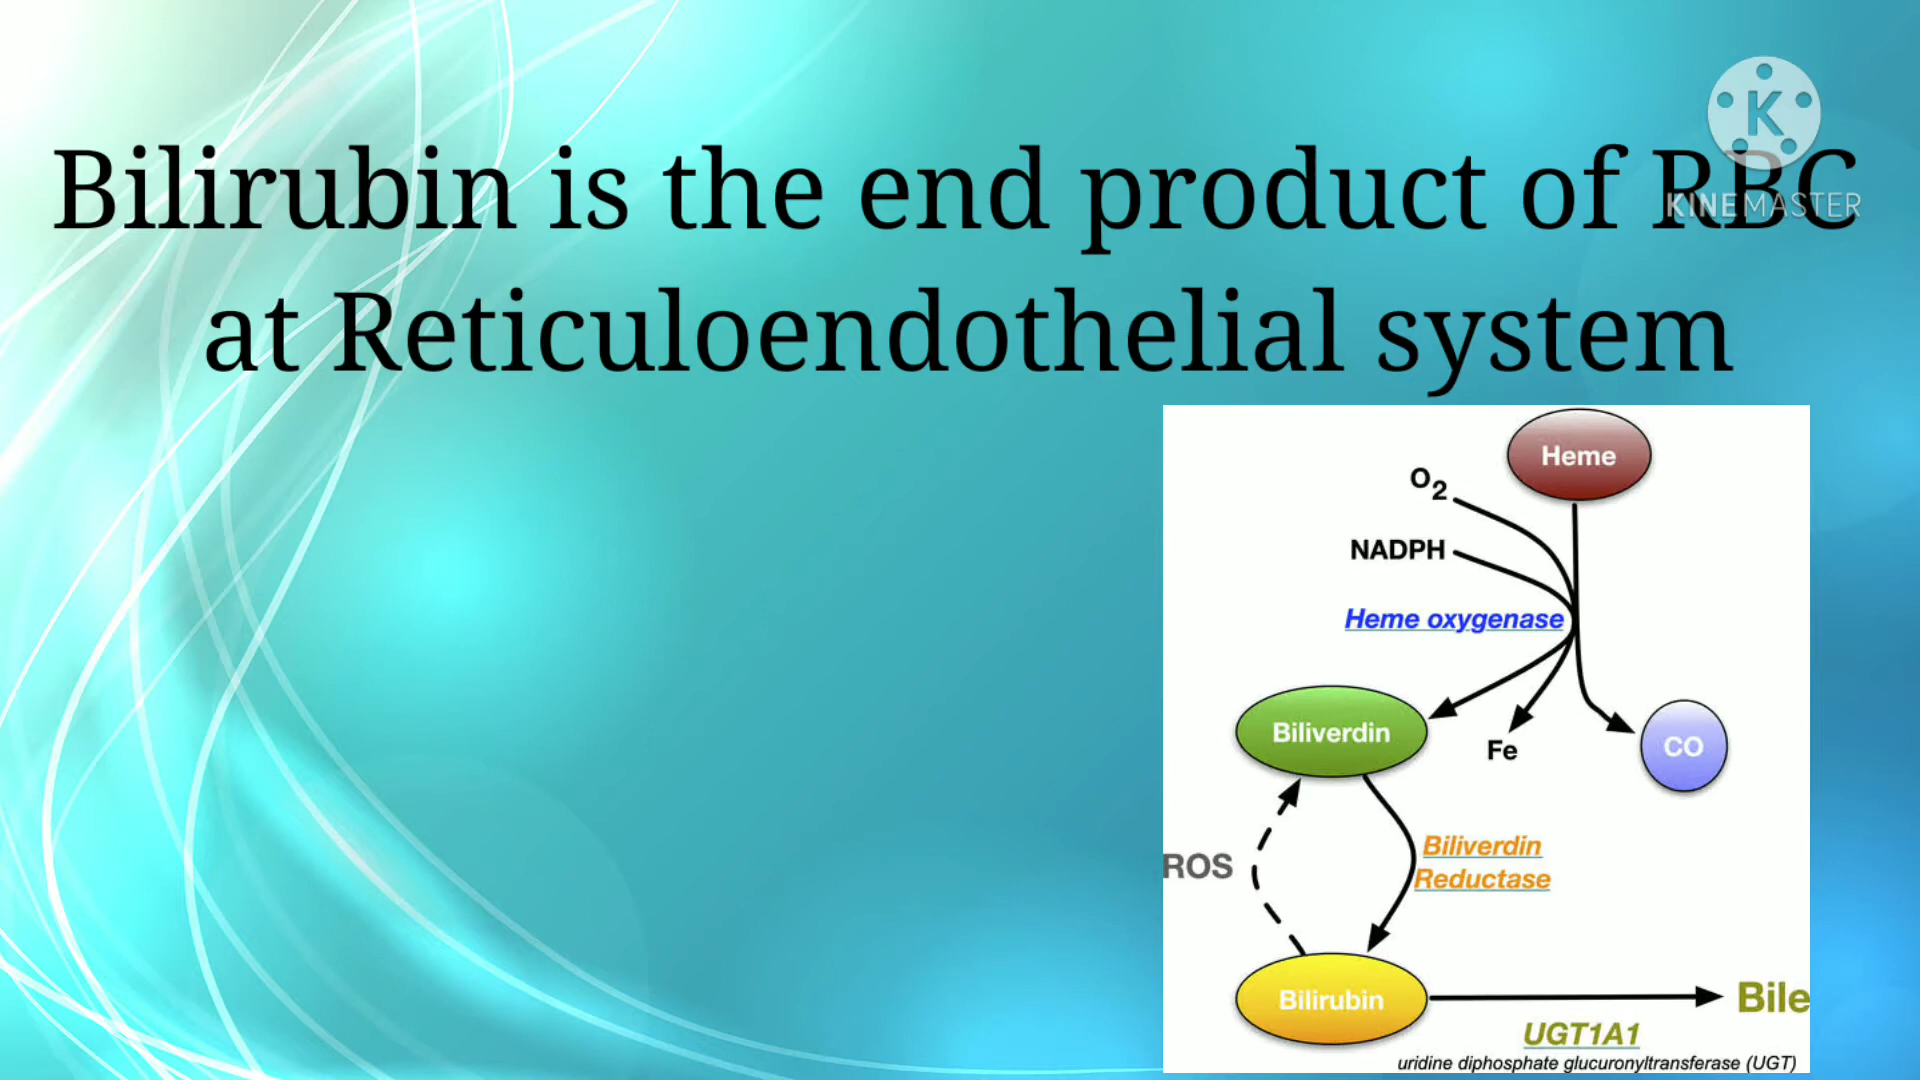 Bilirubin is the end product of RBC
at Reticuloendothelial system
K
KINEMASTER
Heme
O2
NADPH
Heme oxygenase
Biliverdin
Fe
CO
ROS
Biliverdin
Reductase
Bilirubin
Bile
UGT1A1
uridine diphosphate glucuronyltransferase (UGT)